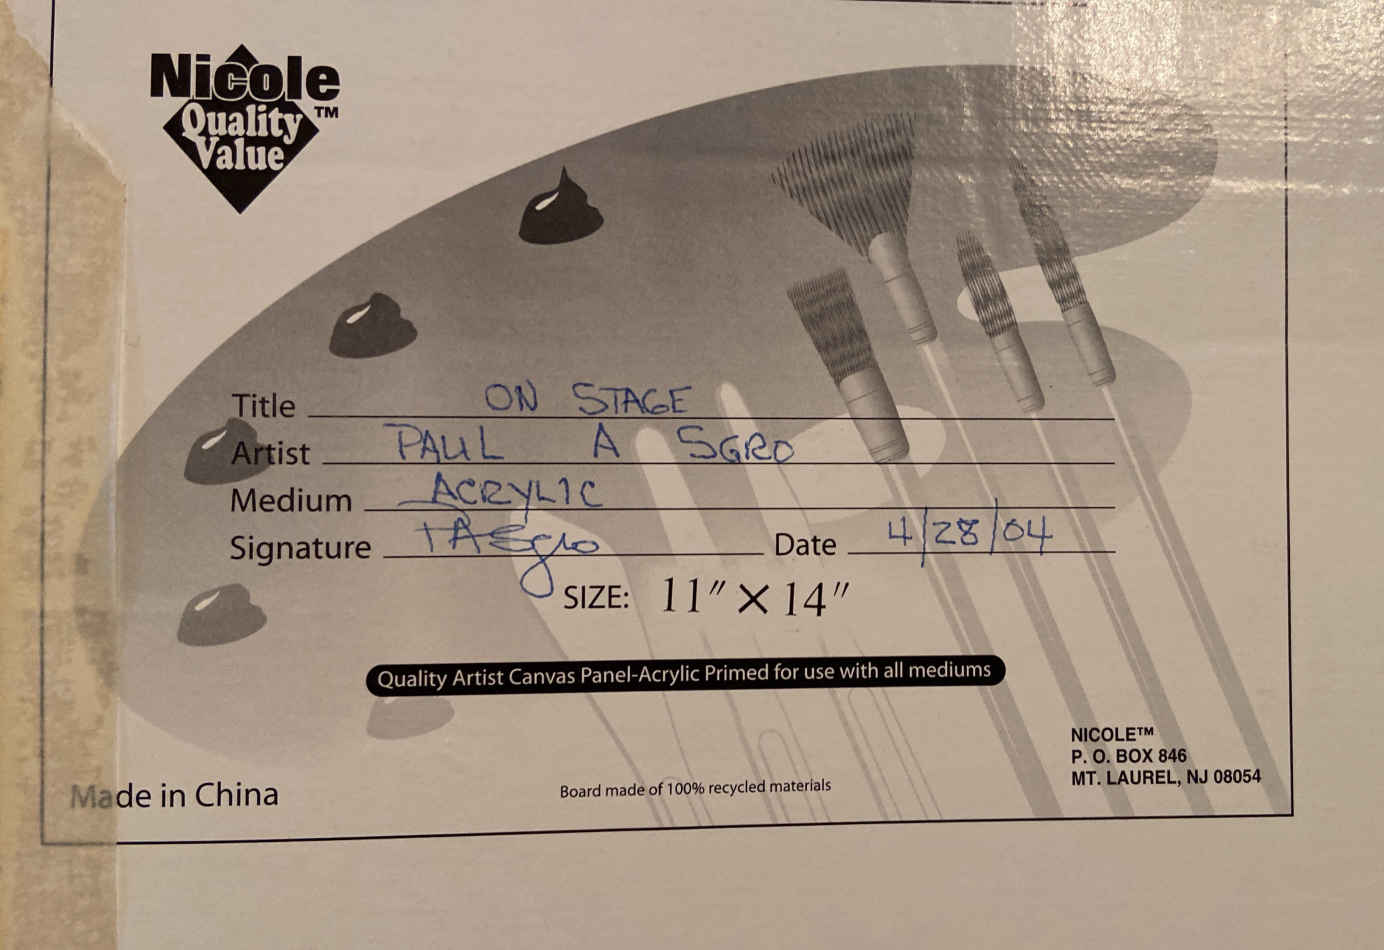 Nicole
Quality ™
Value
Title ON STAGE
Artist PAUL A SGRO
Medium ACRYLIC
Signature PASgro Date 4/28/04
SIZE: 11" X 14"
Quality Artist Canvas Panel-Acrylic Primed for use with all mediums
NICOLE™
P. O. BOX 846
MT. LAUREL, NJ 08054
Made in China
Board made of 100% recycled materials